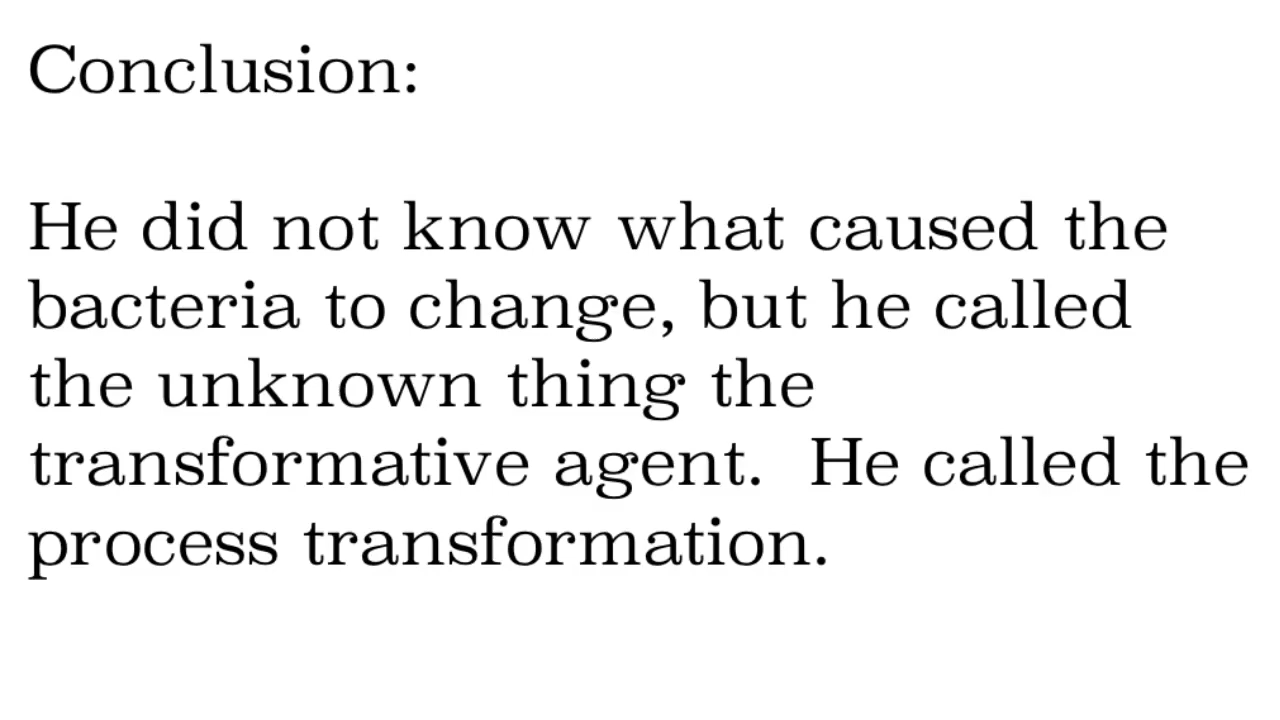 Conclusion:
He did not know what caused the
bacteria to change, but he called
the unknown thing the
transformative agent.  He called the
process transformation.